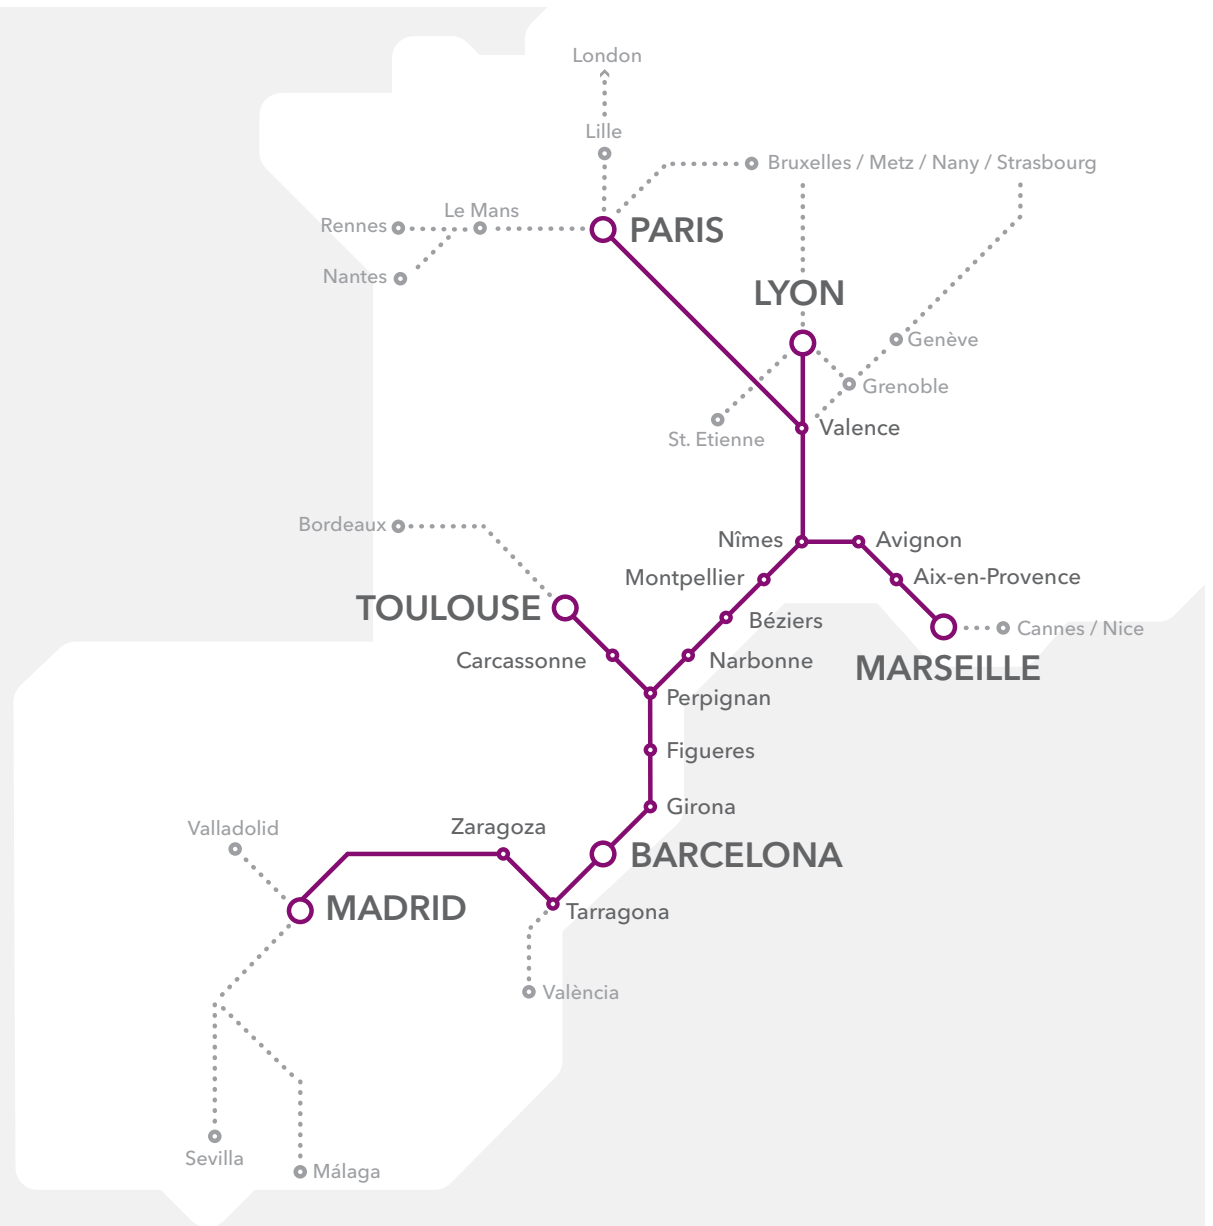 London
Lille
Bruxelles / Metz / Nany / Strasbourg
Le Mans
Rennes
PARIS
Nantes
LYON
Genève
Grenoble
Valence
St. Etienne
Bordeaux
Nîmes
Avignon
Montpellier
Aix-en-Provence
TOULOUSE
Béziers
Cannes / Nice
Carcassonne
Narbonne
MARSEILLE
Perpignan
Figueres
Girona
Valladolid
Zaragoza
BARCELONA
MADRID
Tarragona
València
Sevilla
Málaga